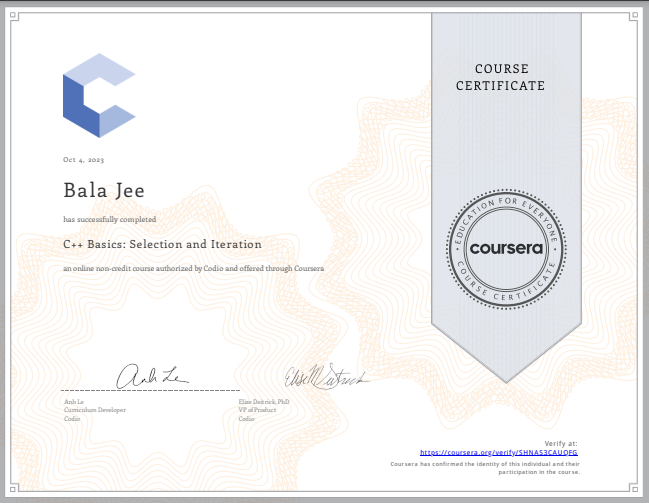 COURSE
CERTIFICATE
Oct 4, 2023
Bala Jee
has successfully completed
C++ Basics: Selection and Iteration
an online non-credit course authorized by Codio and offered through Coursera
EDUCATION FOR EVERYONE
coursera
COURSE CERTIFICATE
Anh Le
Elise Deitrick
Anh Le
Curriculum Developer
Codio
Elise Deitrick, PhD
VP of Product
Codio
Verify at:
https://coursera.org/verify/5HNAS3CAUQFG
Coursera has confirmed the identity of this individual and their
participation in the course.